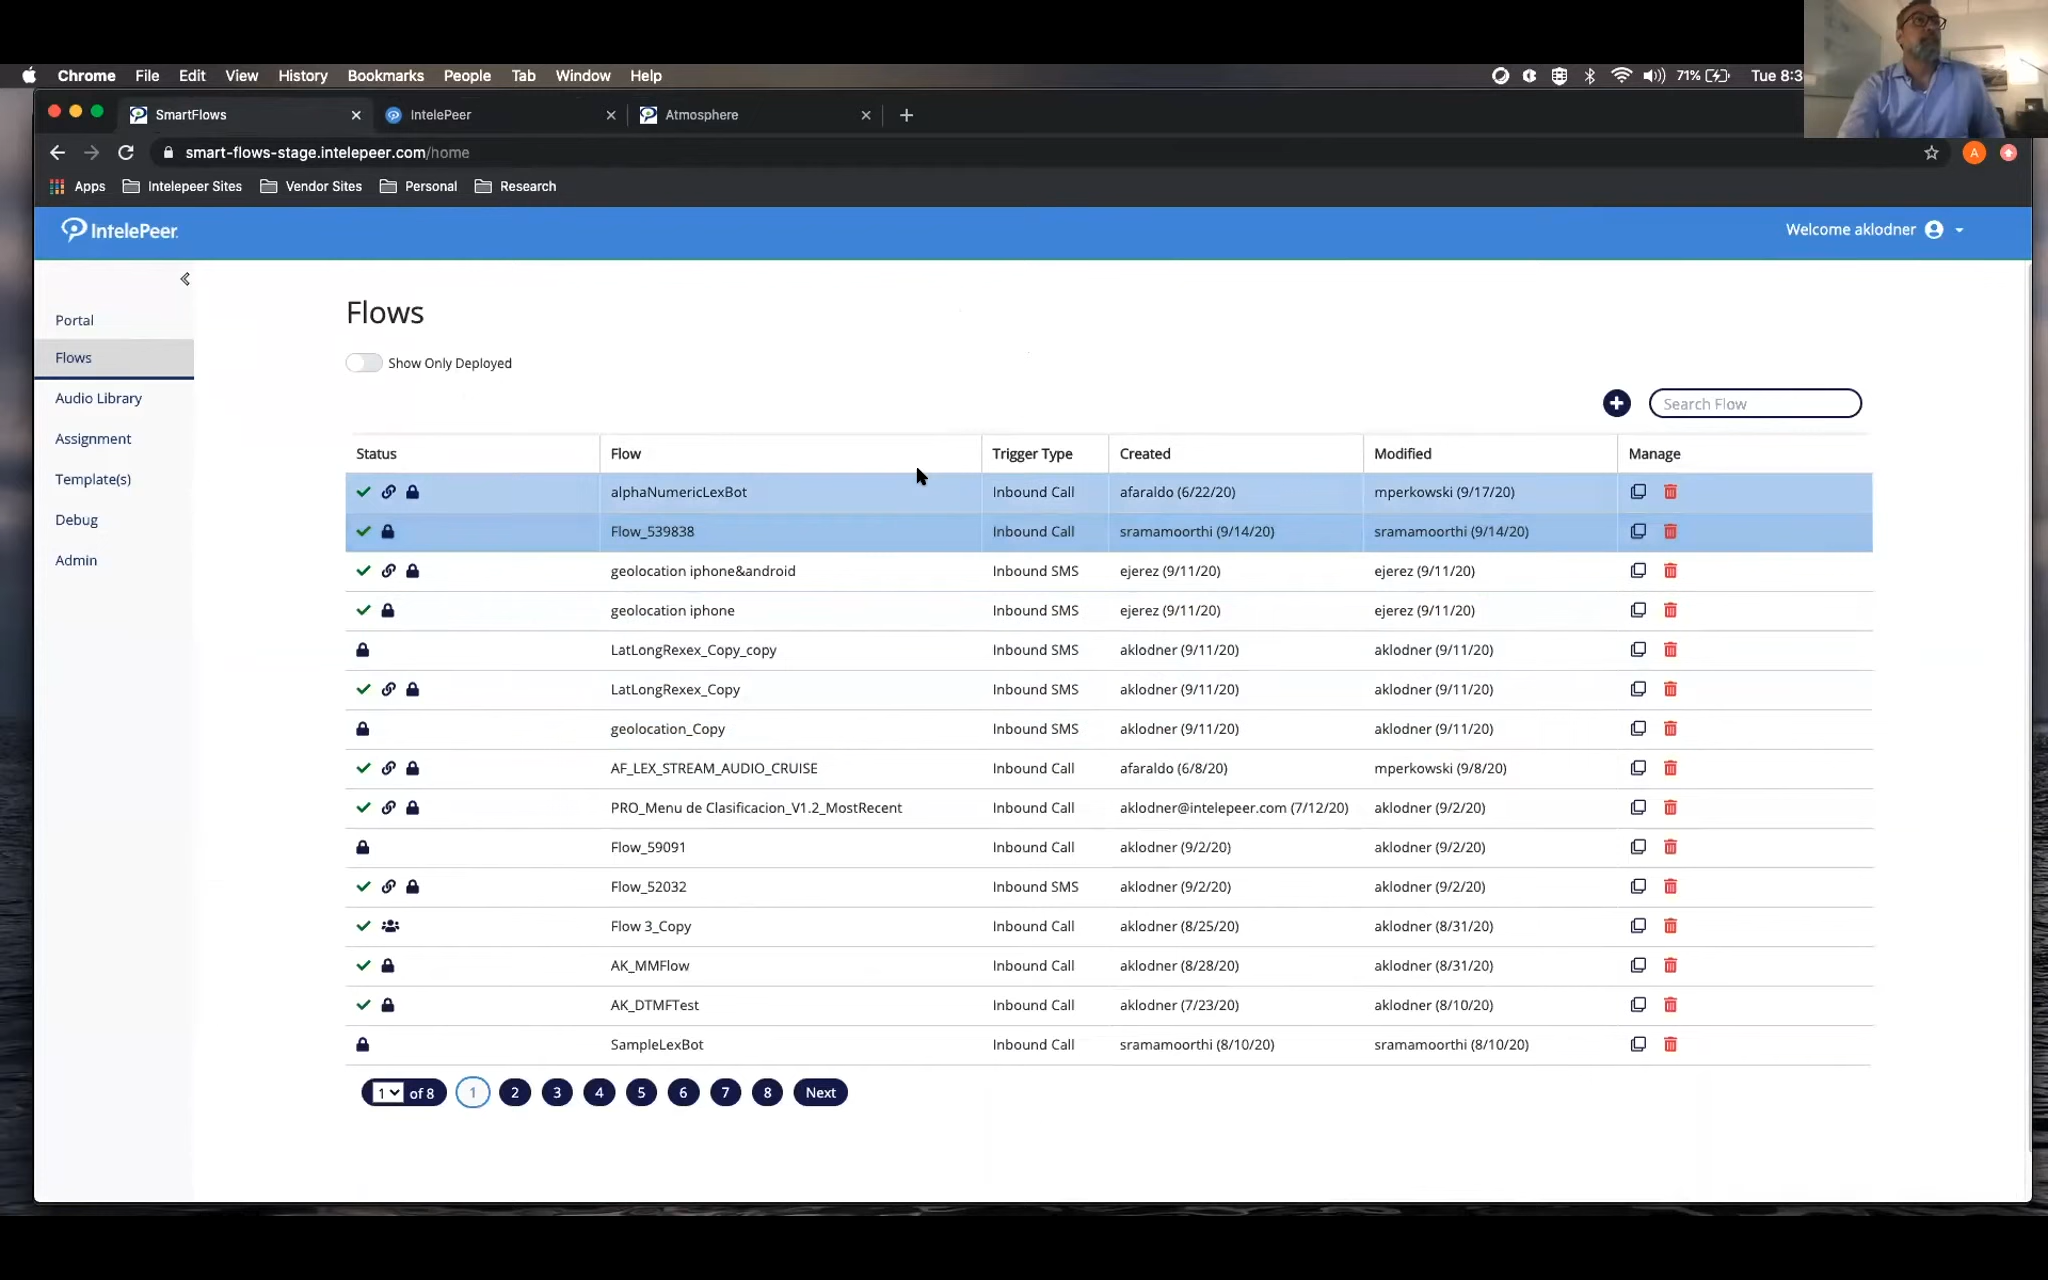 Chrome File Edit View History Bookmarks People Tab Window Help 71% Tue 8:3
SmartFlows IntelePeer Atmosphere
smart-flows-stage.intelepeer.com/home A
Apps Intelepeer Sites Vendor Sites Personal Research
IntelePeer. Welcome aklodner
Portal
Flows
Audio Library
Assignment
Template(s)
Debug
Admin
Flows
Show Only Deployed
Search Flow
Status Flow Trigger Type Created Modified Manage
alphaNumericLexBot Inbound Call afaraldo (6/22/20) mperkowski (9/17/20)
Flow_539838 Inbound Call sramamoorthi (9/14/20) sramamoorthi (9/14/20)
geolocation iphone&android Inbound SMS ejerez (9/11/20) ejerez (9/11/20)
geolocation iphone Inbound SMS ejerez (9/11/20) ejerez (9/11/20)
LatLongRexex_Copy_copy Inbound SMS aklodner (9/11/20) aklodner (9/11/20)
LatLongRexex_Copy Inbound SMS aklodner (9/11/20) aklodner (9/11/20)
geolocation_Copy Inbound SMS aklodner (9/11/20) aklodner (9/11/20)
AF_LEX_STREAM_AUDIO_CRUISE Inbound Call afaraldo (6/8/20) mperkowski (9/8/20)
PRO_Menu de Clasificacion_V1.2_MostRecent Inbound Call aklodner@intelepeer.com (7/12/20) aklodner (9/2/20)
Flow_59091 Inbound Call aklodner (9/2/20) aklodner (9/2/20)
Flow_52032 Inbound SMS aklodner (9/2/20) aklodner (9/2/20)
Flow 3_Copy Inbound Call aklodner (8/25/20) aklodner (8/31/20)
AK_MMFlow Inbound Call aklodner (8/28/20) aklodner (8/31/20)
AK_DTMFTest Inbound Call aklodner (7/23/20) aklodner (8/10/20)
SampleLexBot Inbound Call sramamoorthi (8/10/20) sramamoorthi (8/10/20)
1 of 8 1 2 3 4 5 6 7 8 Next